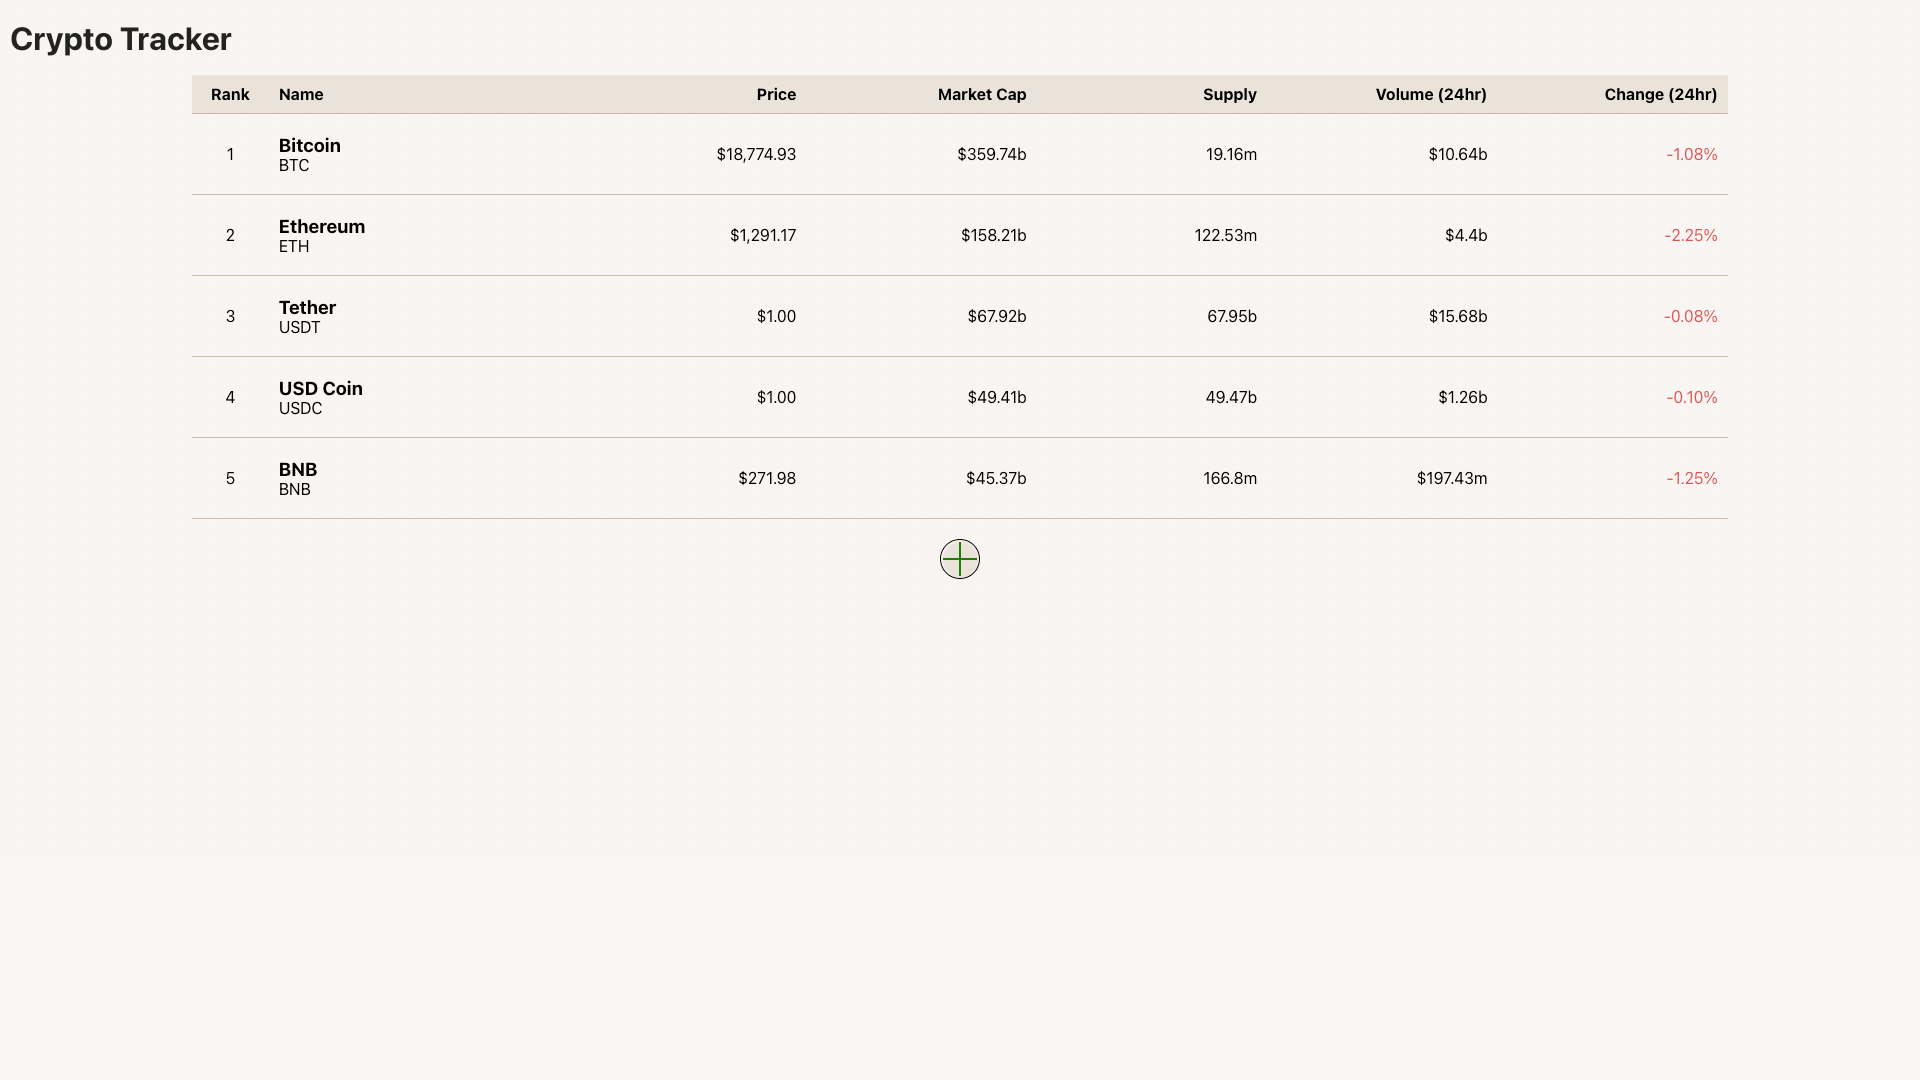 Crypto Tracker
Rank Name Price Market Cap Supply Volume (24hr) Change (24hr)
1 Bitcoin $18,774.93 $359.74b 19.16m $10.64b -1.08%
BTC
2 Ethereum $1,291.17 $158.21b 122.53m $4.4b -2.25%
ETH
3 Tether $1.00 $67.92b 67.95b $15.68b -0.08%
USDT
4 USD Coin $1.00 $49.41b 49.47b $1.26b -0.10%
USDC
5 BNB $271.98 $45.37b 166.8m $197.43m -1.25%
BNB